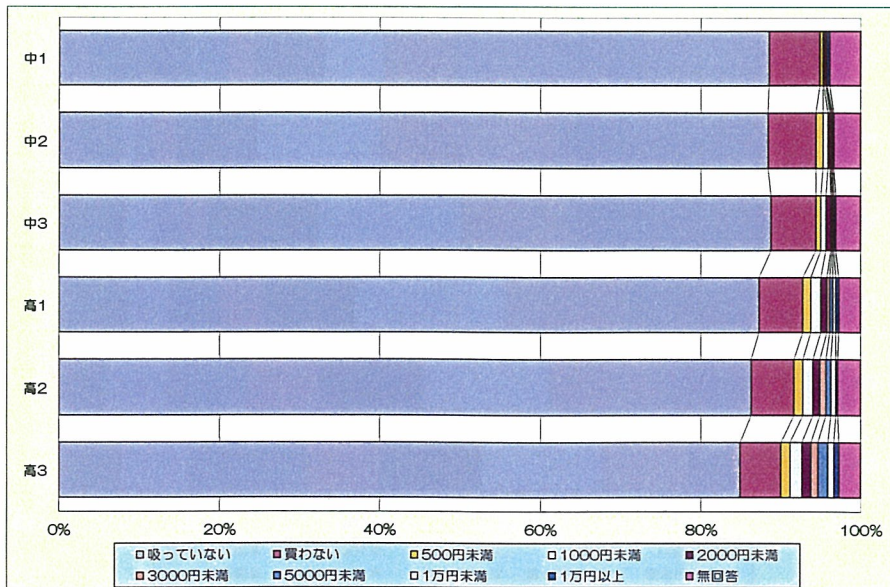 中1
中2
中3
高1
高2
高3
0% 20% 40% 60% 80% 100%
吸っていない 買わない 500円未満 1000円未満 2000円未満
3000円未満 5000円未満 1万円未満 1万円以上 無回答